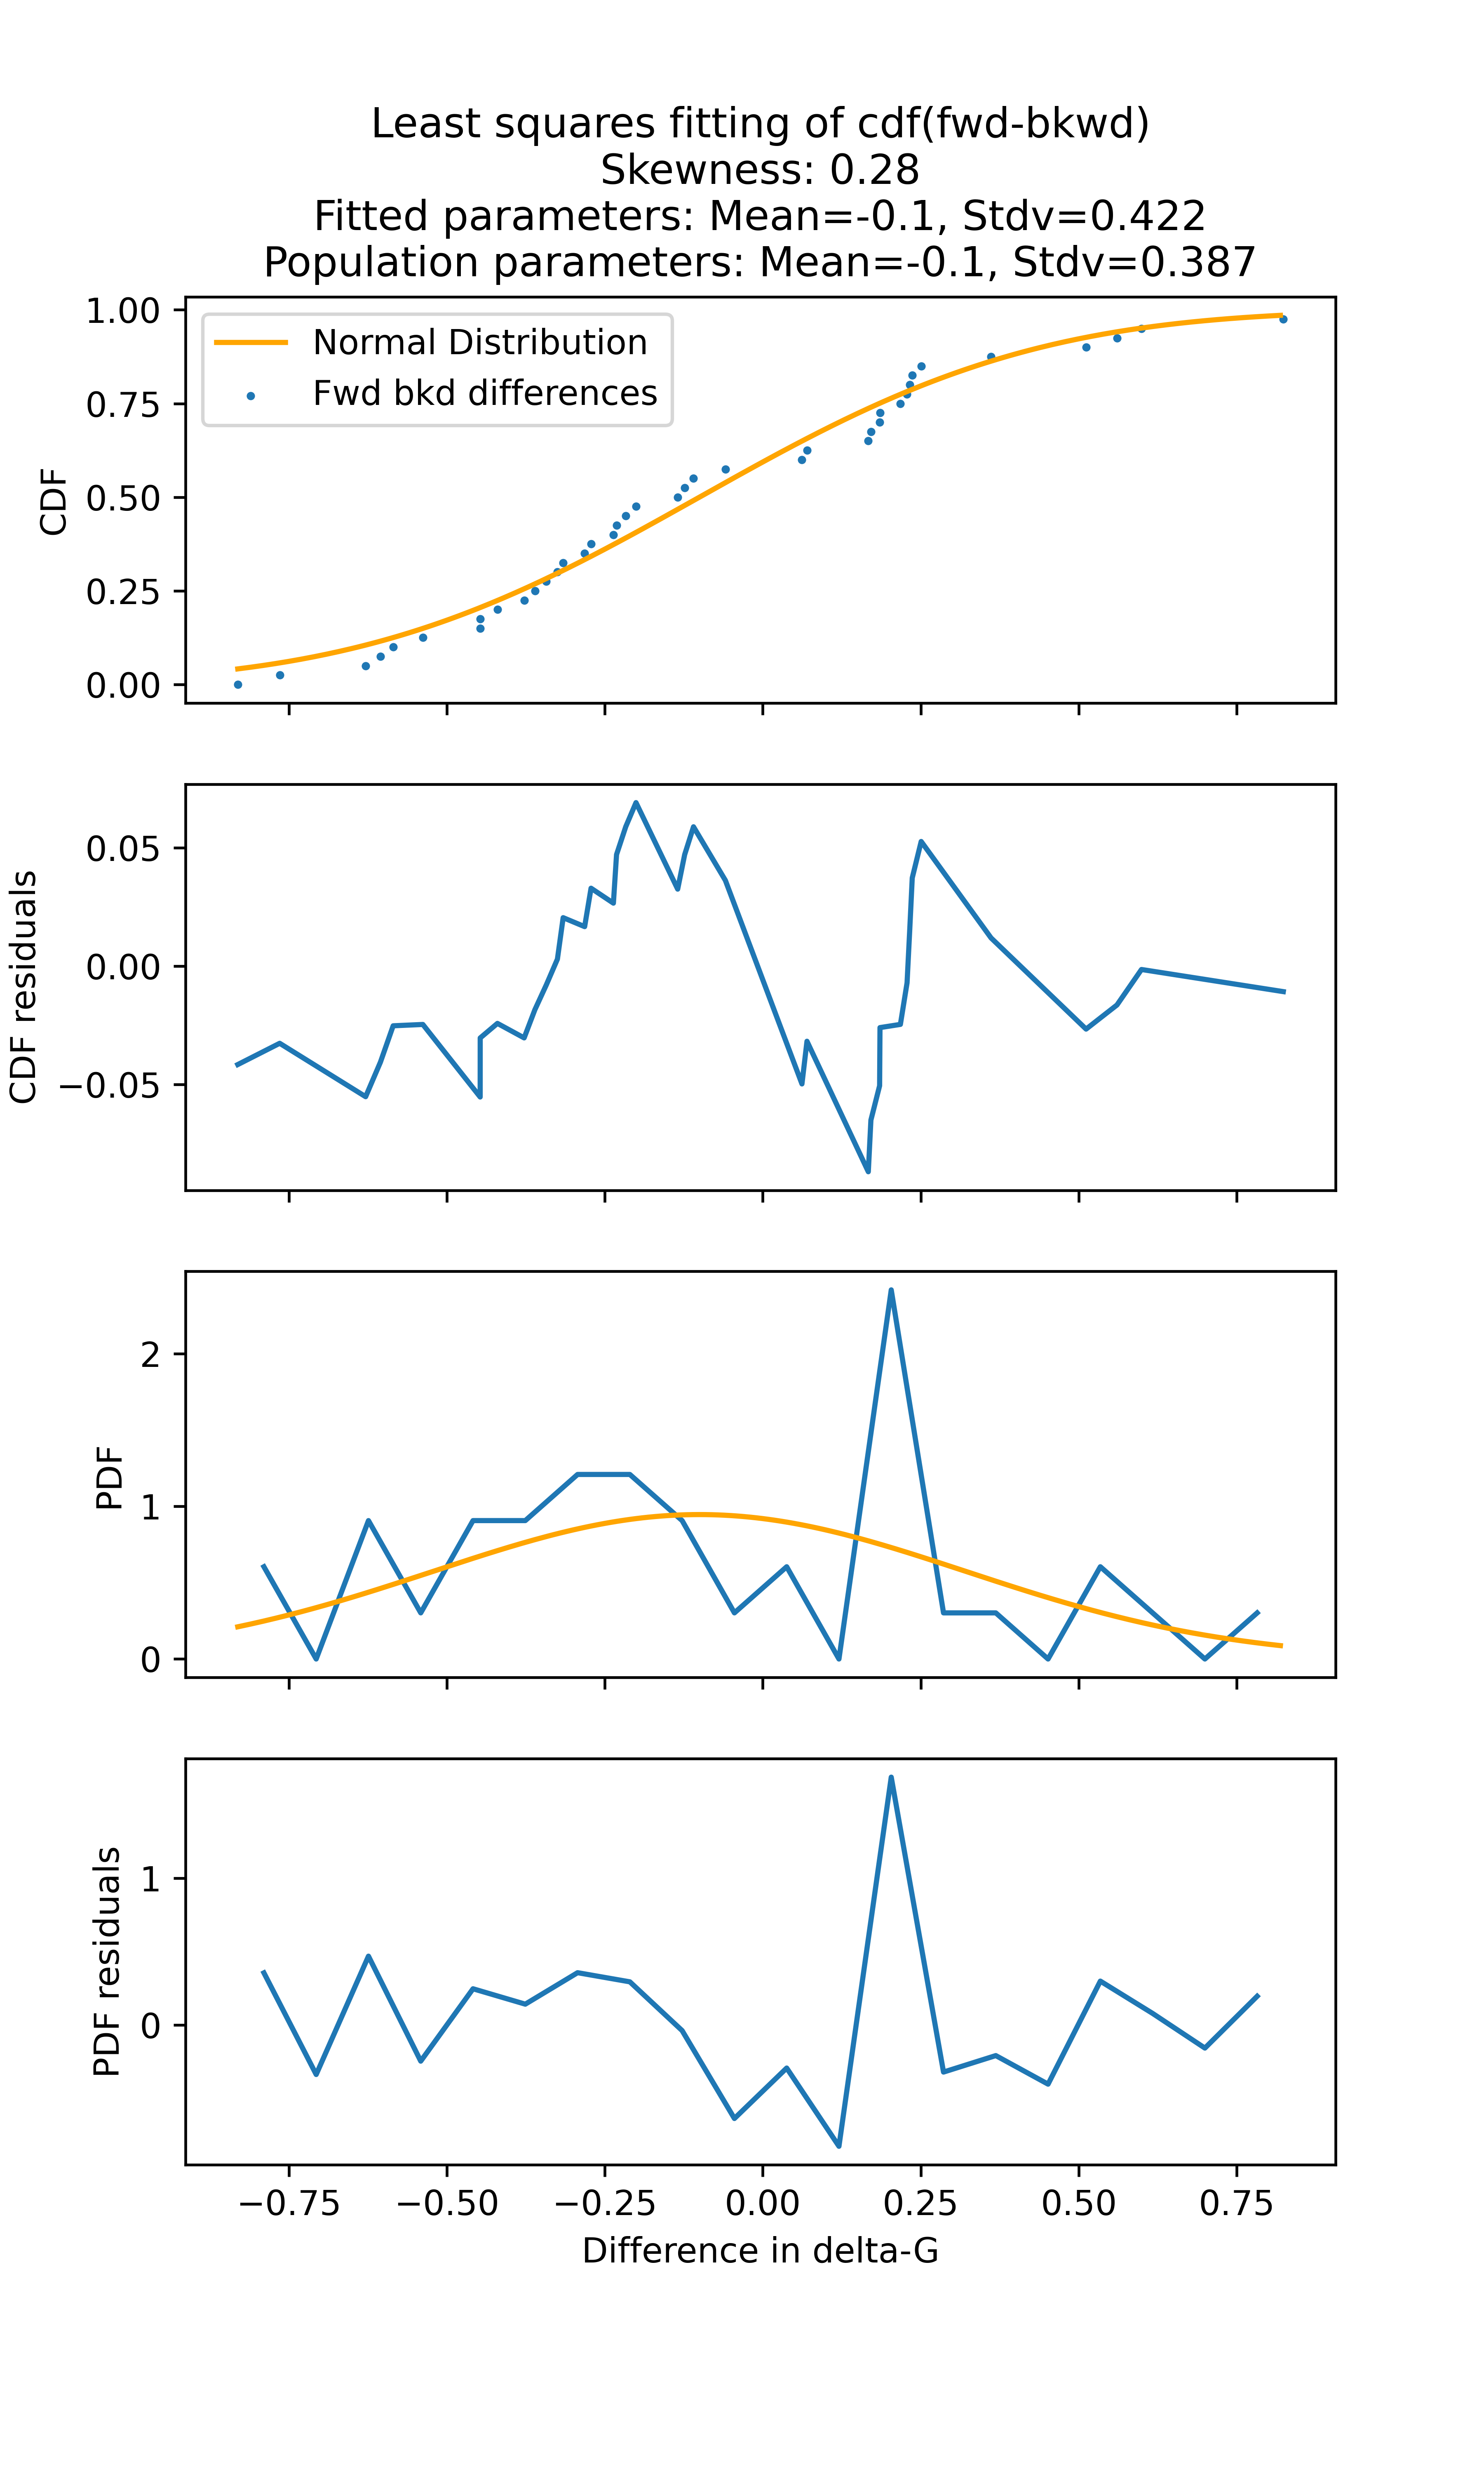 Least squares fitting of cdf(fwd-bkwd)
Skewness: 0.28
Fitted parameters: Mean=-0.1, Stdv=0.422
Population parameters: Mean=-0.1, Stdv=0.387
1.00
0.75
0.50
0.25
0.00
CDF
Normal Distribution
Fwd bkd differences
0.05
0.00
−0.05
CDF residuals
2
1
0
PDF
1
0
PDF residuals
−0.75 −0.50 −0.25 0.00 0.25 0.50 0.75
Difference in delta-G